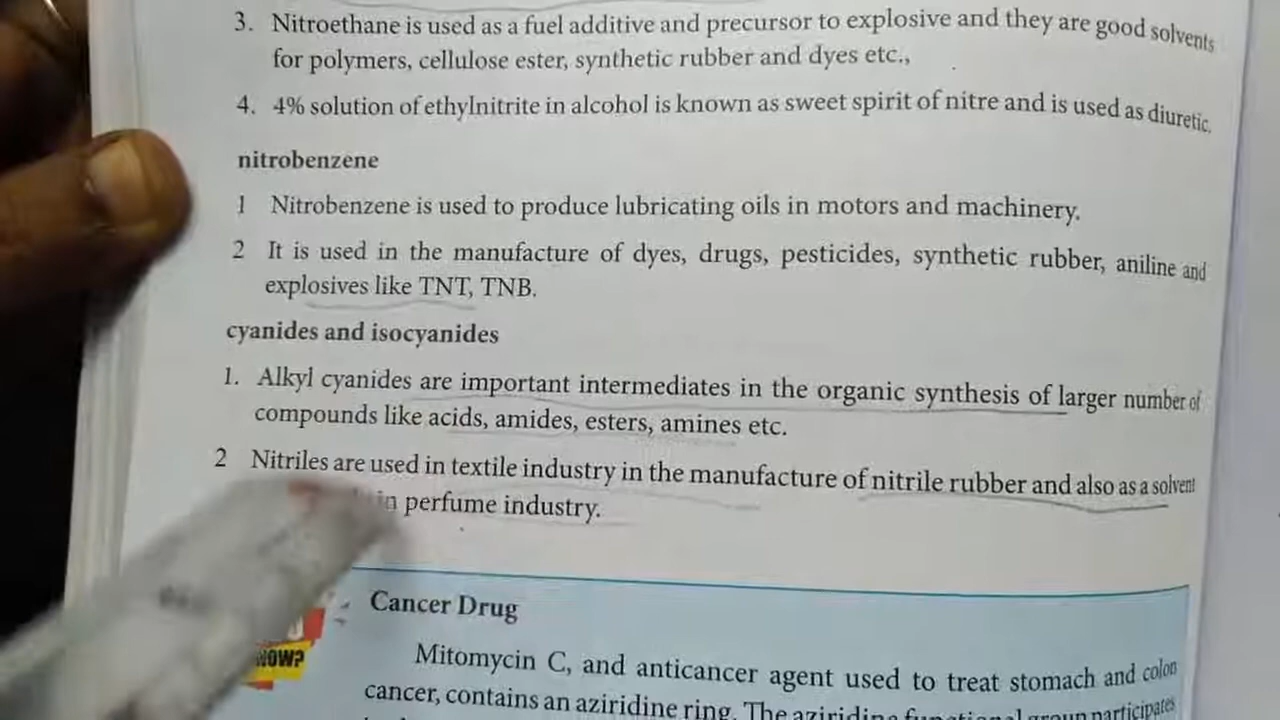 3. Nitroethane is used as a fuel additive and precursor to explosive and they are good solvents
for polymers, cellulose ester, synthetic rubber and dyes etc.,
4. 4% solution of ethylnitrite in alcohol is known as sweet spirit of nitre and is used as diuretic.
nitrobenzene
1 Nitrobenzene is used to produce lubricating oils in motors and machinery.
2 It is used in the manufacture of dyes, drugs, pesticides, synthetic rubber, aniline and
explosives like TNT, TNB.
cyanides and isocyanides
1. Alkyl cyanides are important intermediates in the organic synthesis of larger number of
compounds like acids, amides, esters, amines etc.
2 Nitriles are used in textile industry in the manufacture of nitrile rubber and also as a solvent
in perfume industry.
Cancer Drug
NOW?
Mitomycin C, and anticancer agent used to treat stomach and colon
cancer, contains an aziridine ring. The aziridine functional group participates